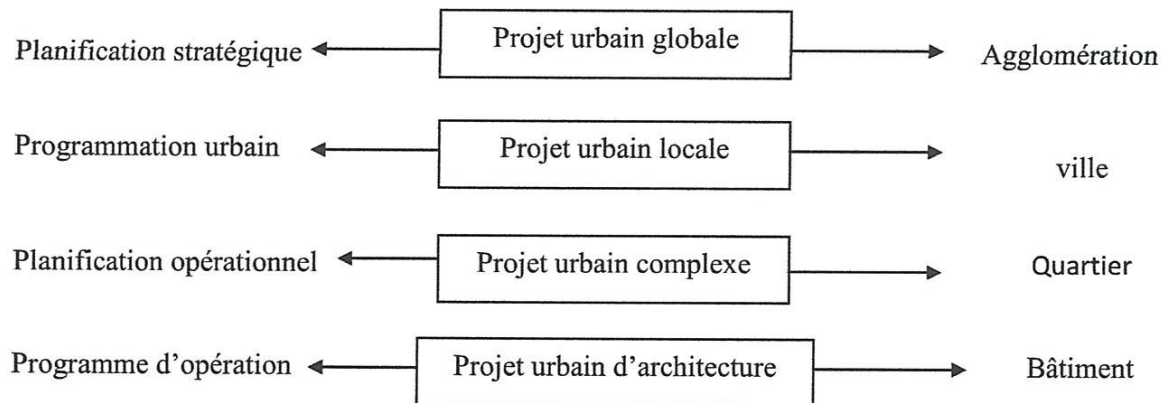 Planification stratégique Projet urbain globale Agglomération
Programmation urbain Projet urbain locale ville
Planification opérationnel Projet urbain complexe Quartier
Programme d’opération Projet urbain d’architecture Bâtiment